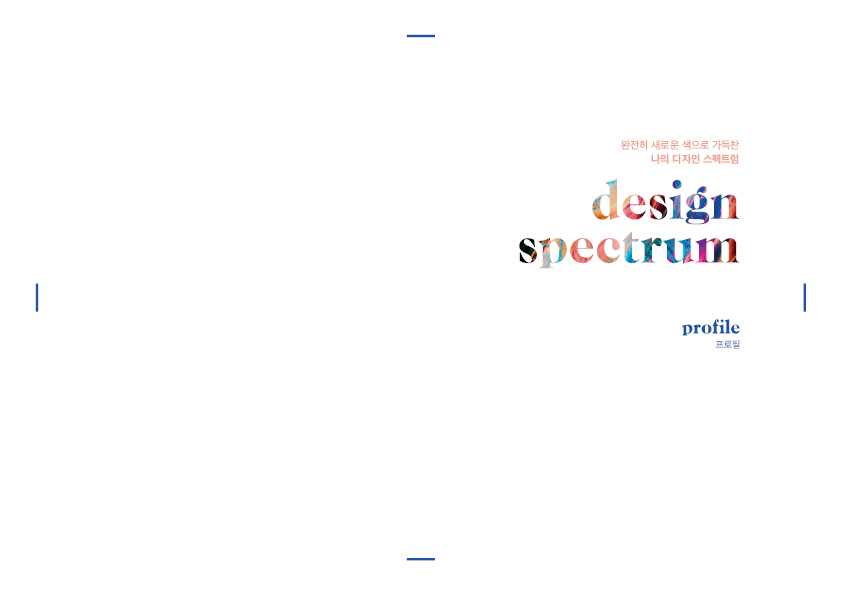 완전히 새로운 색으로 가득찬
나의 디자인 스펙트럼
design
spectrum
profile
프로필